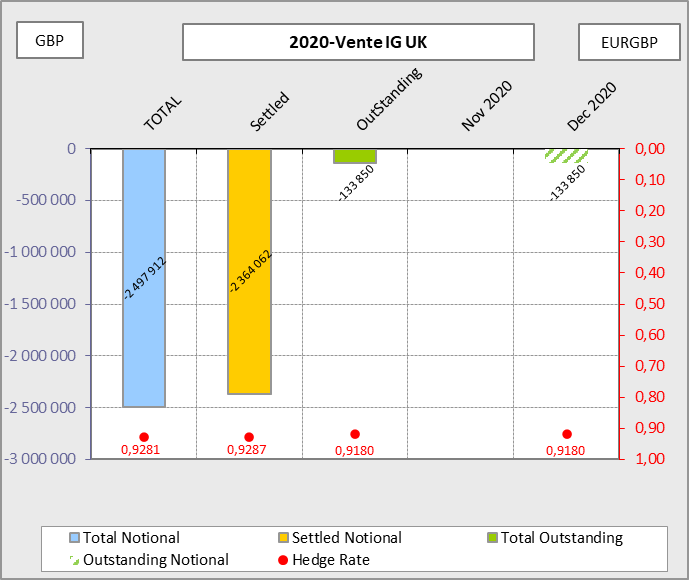 GBP
2020-Vente IG UK
EURGBP
TOTAL
Settled
OutStanding
Nov 2020
Dec 2020
0
-500 000
-1 000 000
-1 500 000
-2 000 000
-2 500 000
-3 000 000
-2 497 912
-2 364 062
-133 850
-133 850
0,9281
0,9287
0,9180
0,9180
0,00
0,10
0,20
0,30
0,40
0,50
0,60
0,70
0,80
0,90
1,00
Total Notional
Settled Notional
Total Outstanding
Outstanding Notional
Hedge Rate